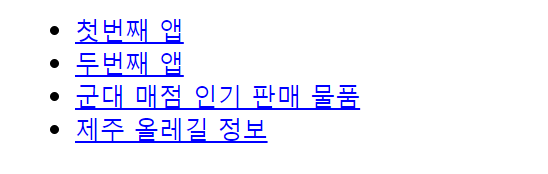 첫번째 앱
두번째 앱
군대 매점 인기 판매 물품
제주 올레길 정보